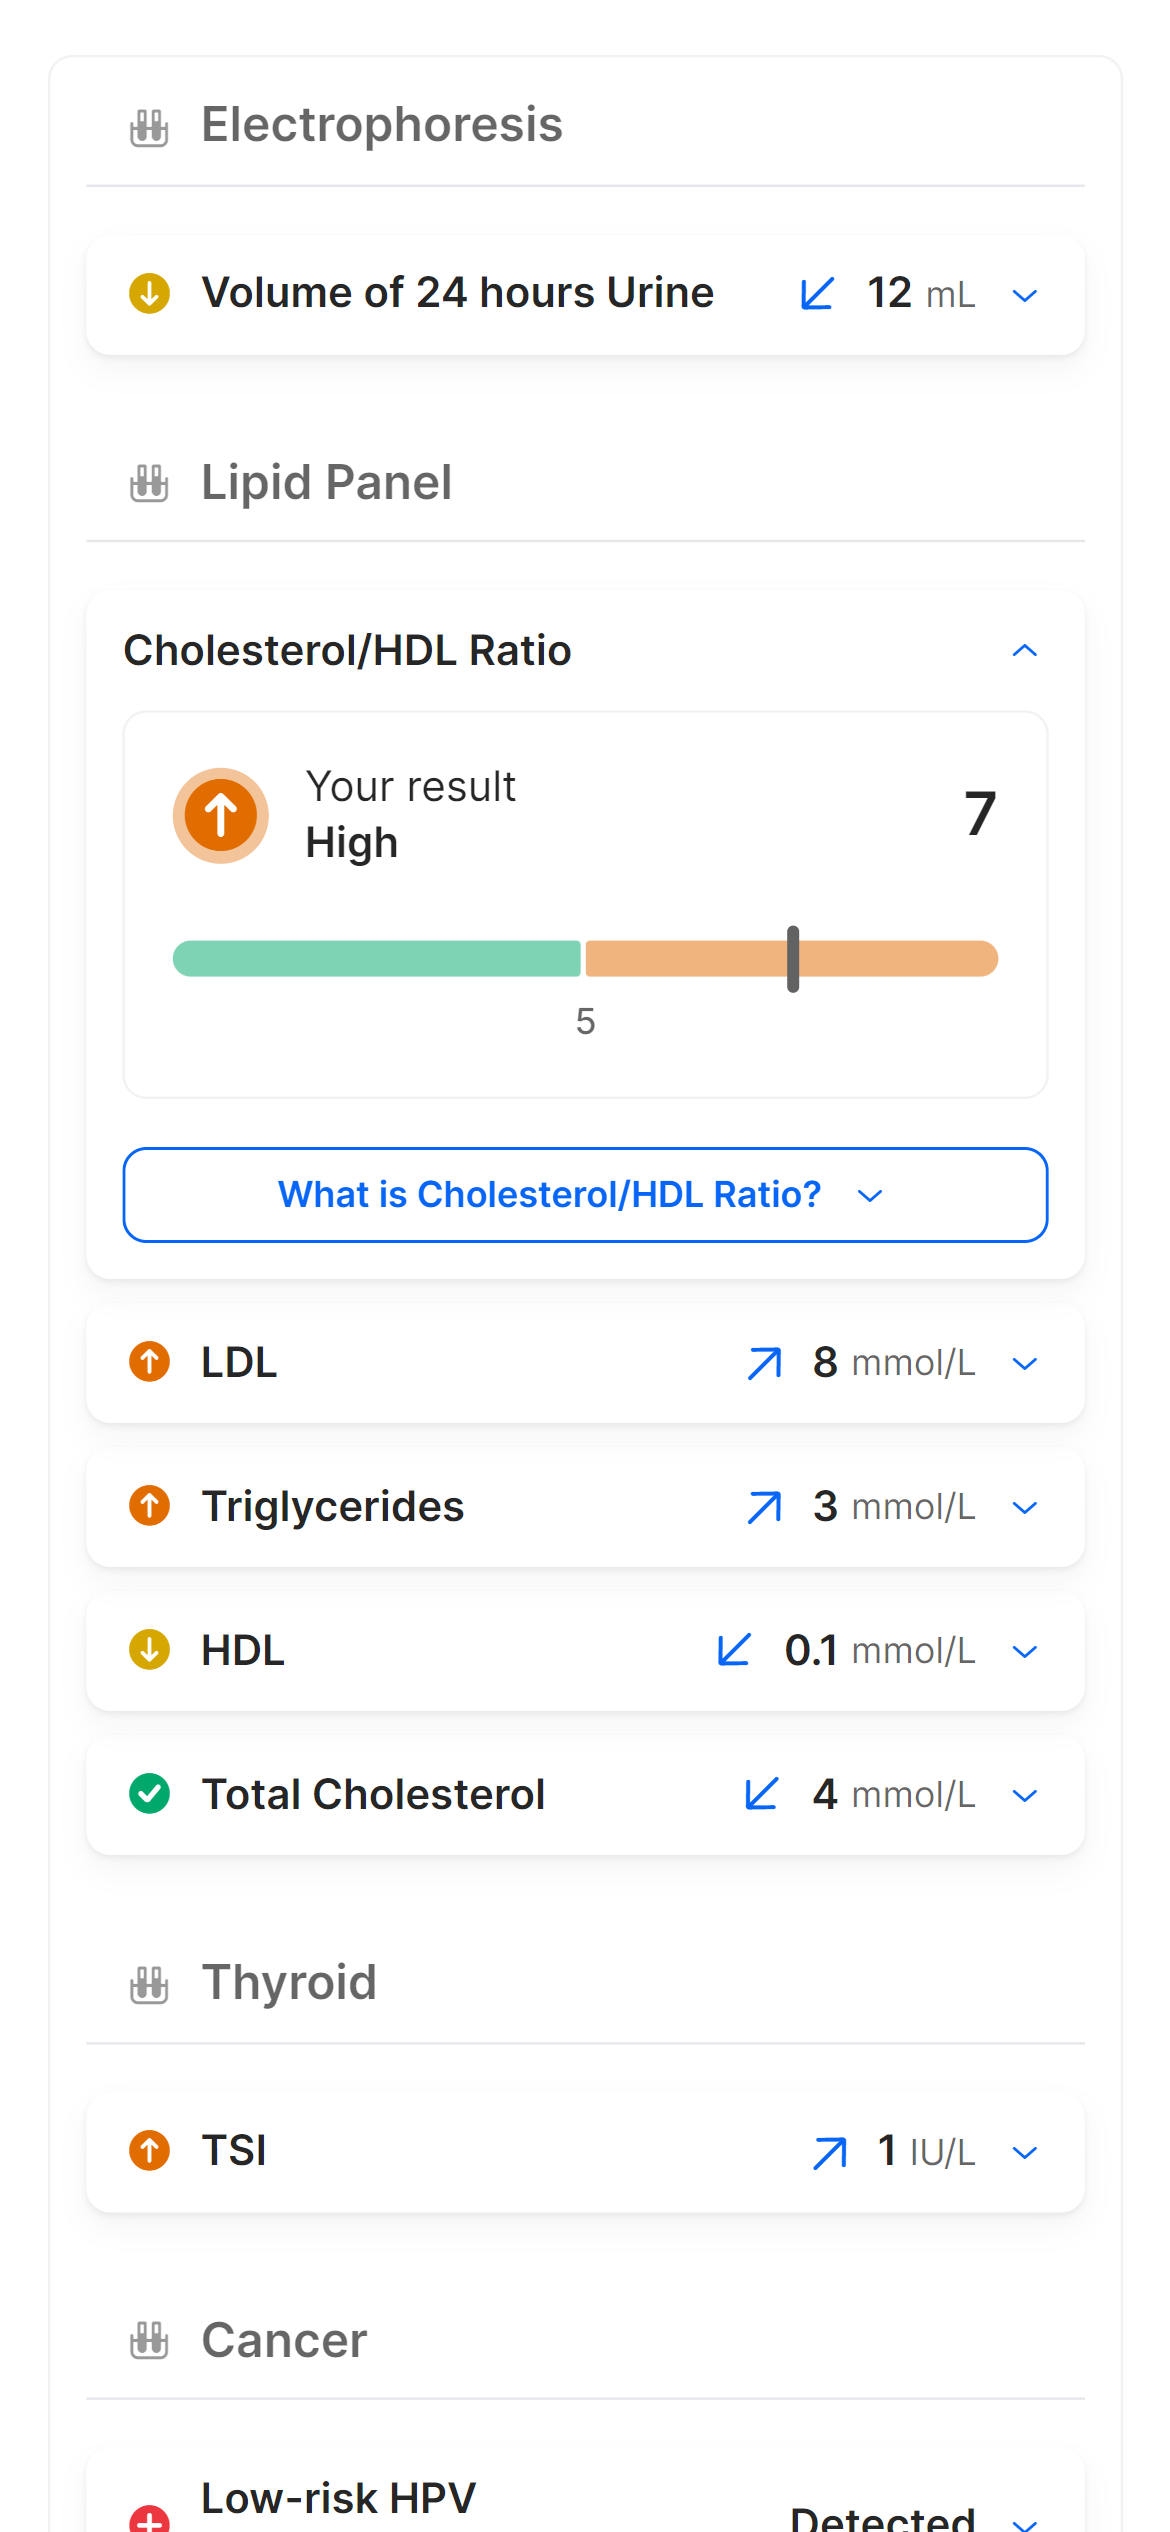 Electrophoresis
Volume of 24 hours Urine 12 mL
Lipid Panel
Cholesterol/HDL Ratio
Your result
High
7
5
What is Cholesterol/HDL Ratio?
LDL 8 mmol/L
Triglycerides 3 mmol/L
HDL 0.1 mmol/L
Total Cholesterol 4 mmol/L
Thyroid
TSI 1 IU/L
Cancer
Low-risk HPV
Detected